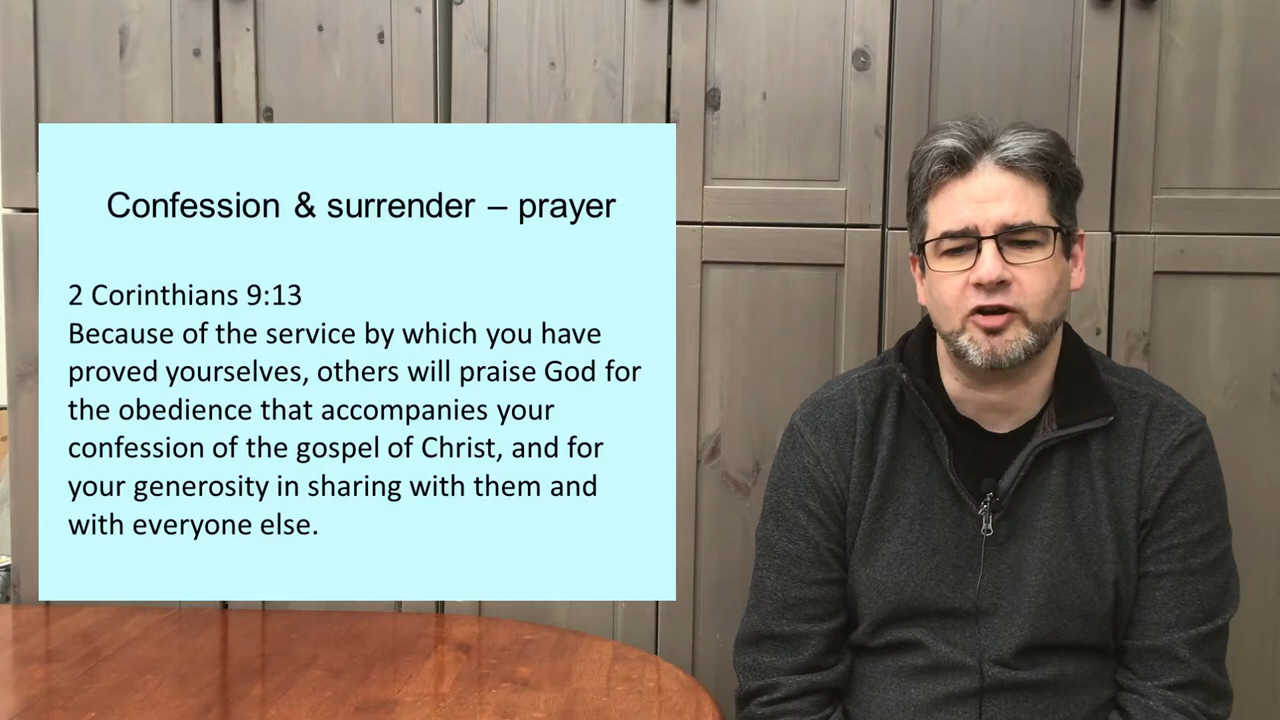 Confession & surrender – prayer
2 Corinthians 9:13
Because of the service by which you have
proved yourselves, others will praise God for
the obedience that accompanies your
confession of the gospel of Christ, and for
your generosity in sharing with them and
with everyone else.